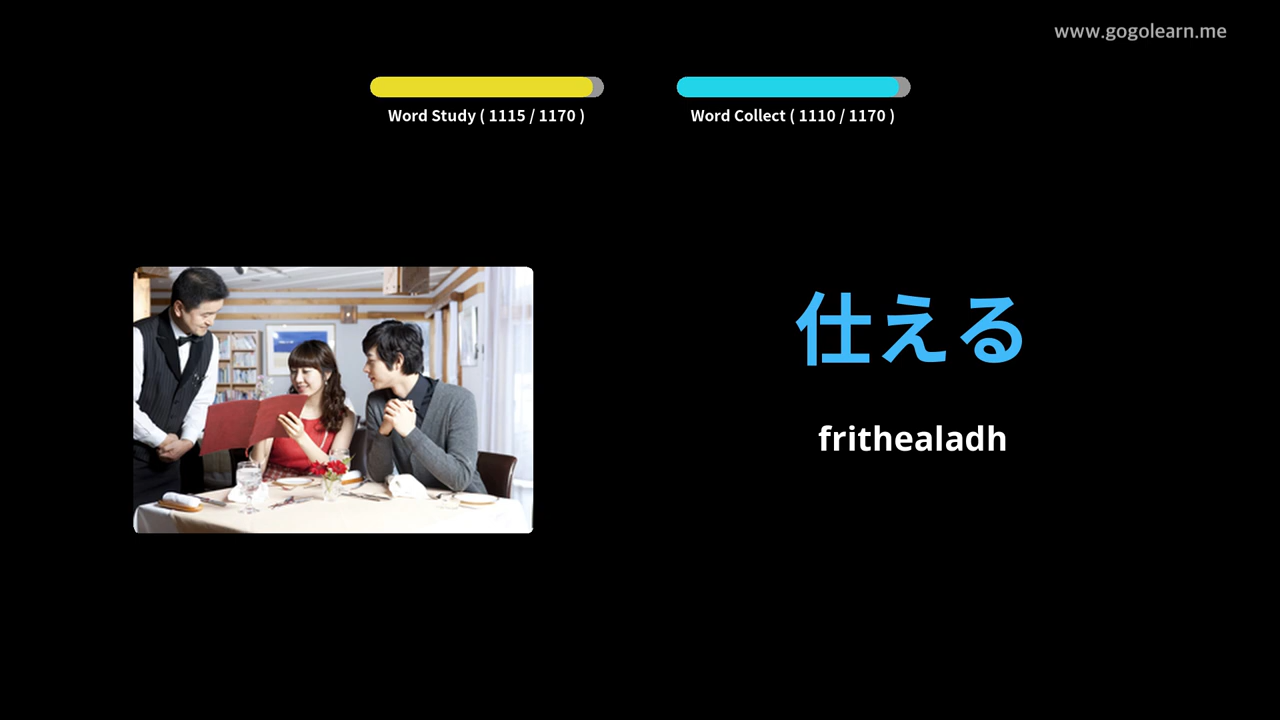 www.gogolearn.me
Word Study ( 1115 / 1170 )
Word Collect ( 1110 / 1170 )
仕える
frithealadh